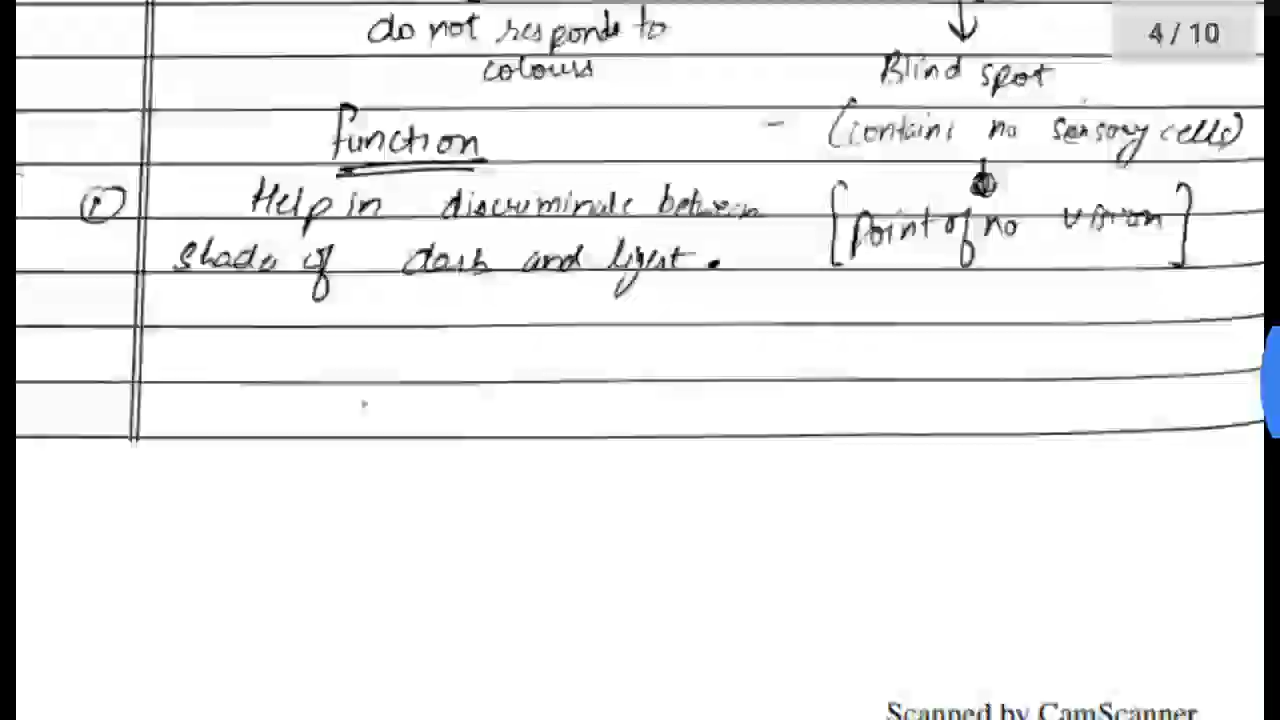 do not responds to
colours
function
① Help in discriminate between
shade of dark and light.
4 / 10
↓
Blind spot
- (contains no sensory cells)
[Point of no vision]
Scanned by CamScanner